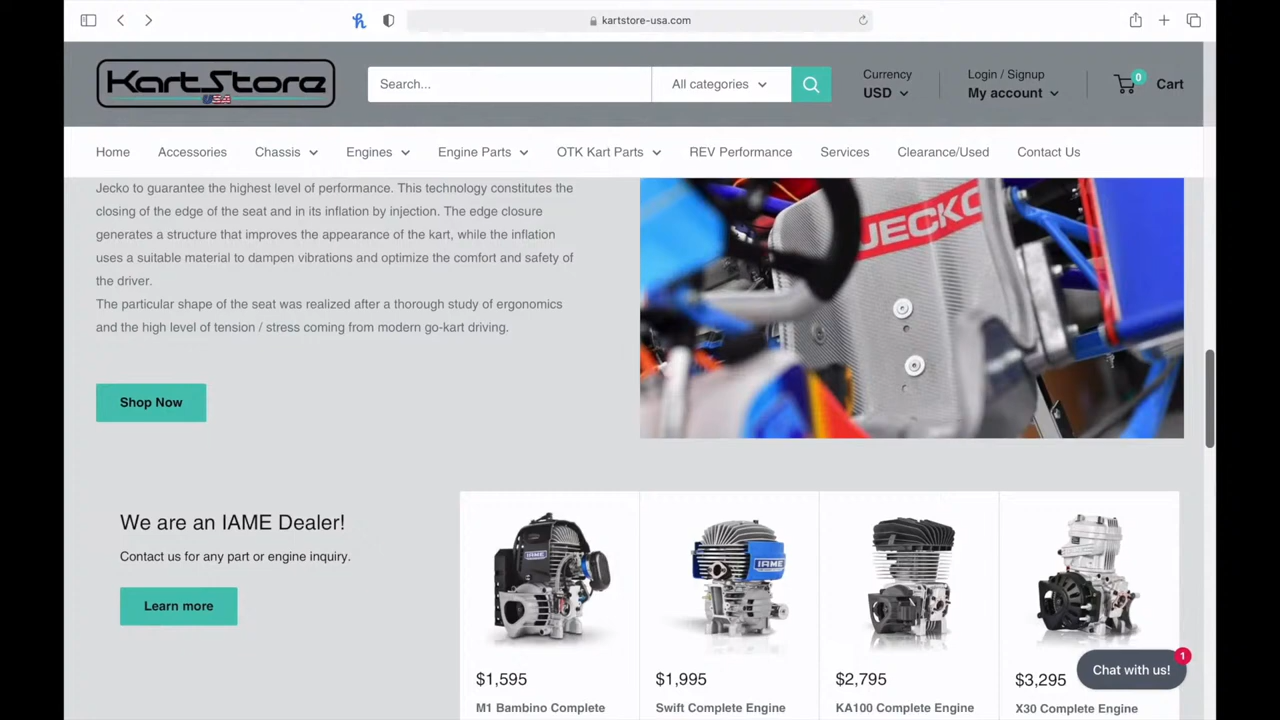 kartstore-usa.com
KartStore
USA
Search...
All categories
Currency
USD
Login / Signup
My account
0
Cart
Home
Accessories
Chassis
Engines
Engine Parts
OTK Kart Parts
REV Performance
Services
Clearance/Used
Contact Us
Jecko to guarantee the highest level of performance. This technology constitutes the
closing of the edge of the seat and in its inflation by injection. The edge closure
generates a structure that improves the appearance of the kart, while the inflation
uses a suitable material to dampen vibrations and optimize the comfort and safety of
the driver.
The particular shape of the seat was realized after a thorough study of ergonomics
and the high level of tension / stress coming from modern go-kart driving.
Shop Now
JECKO
We are an IAME Dealer!
Contact us for any part or engine inquiry.
Learn more
IAME
IAME
$1,595
$1,995
$2,795
$3,295
M1 Bambino Complete
Swift Complete Engine
KA100 Complete Engine
X30 Complete Engine
Chat with us!
1